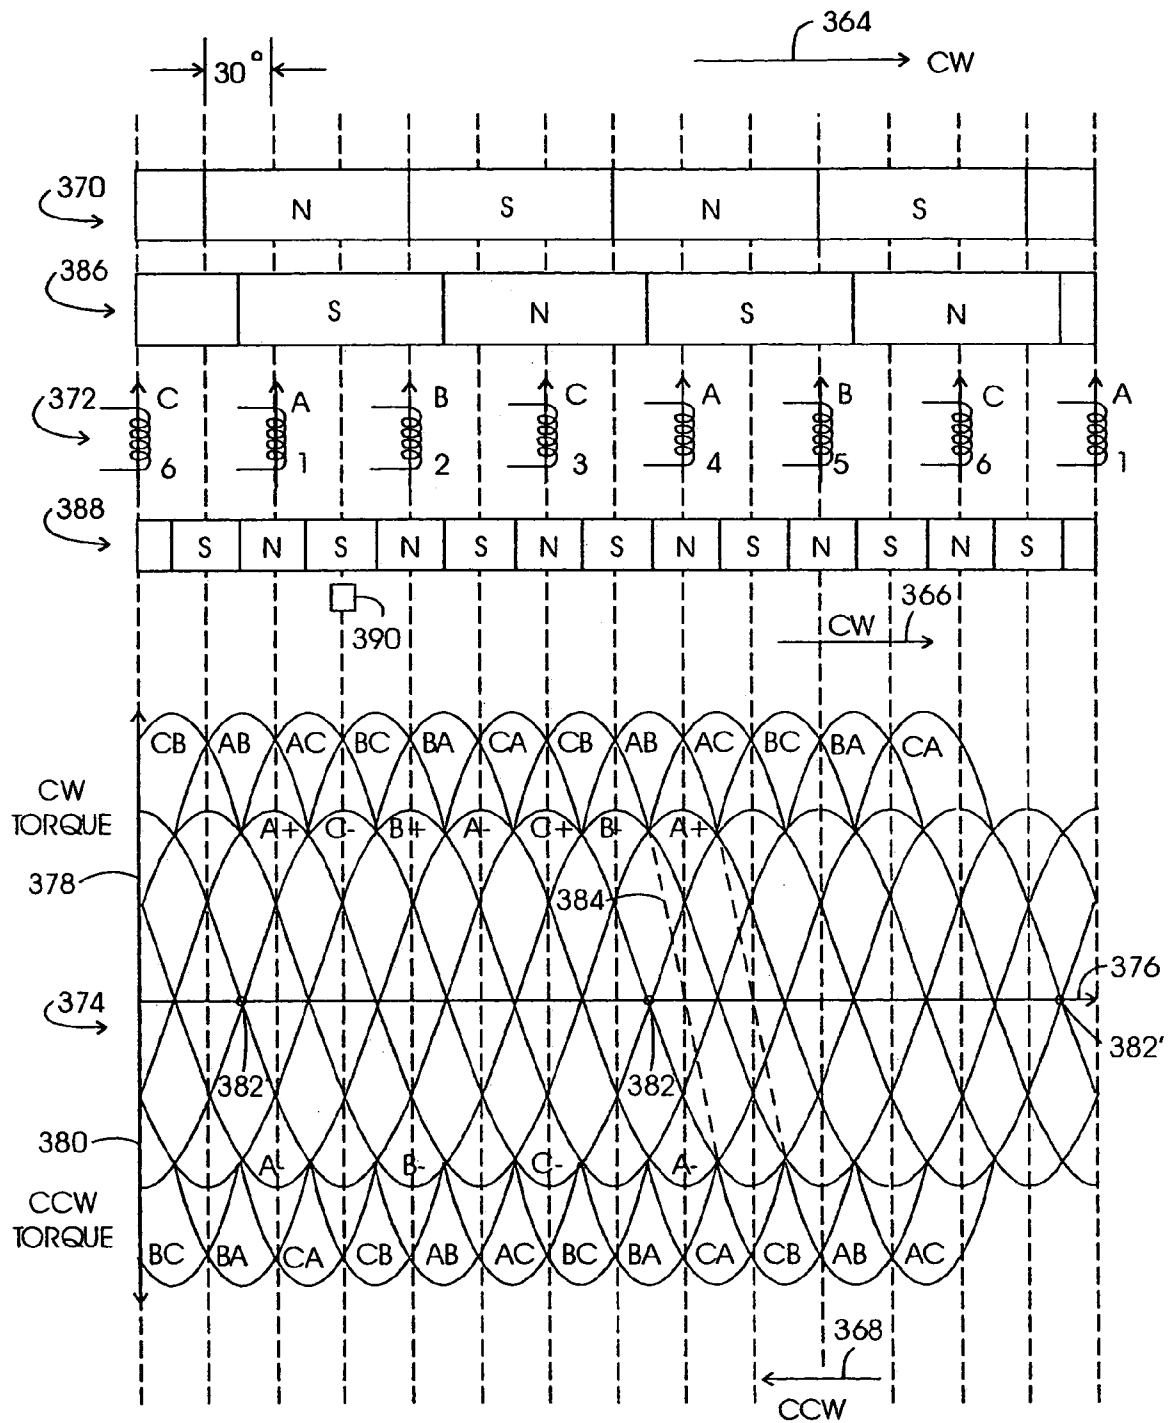 364
30°
CW
370
N S N S
386
S N S N
372
C A B C A B C A
6 1 2 3 4 5 6 1
388
S N S N S N S N S N S N S
390
366
CW
CB AB AC BC BA CA CB AB AC BC BA CA
CW
TORQUE
A+ C- B+ A- C+ B- A+
378
384
376
374
382' 382 382'
380
A- B- C- A-
CCW
TORQUE
BC BA CA CB AB AC BC BA CA CB AB AC
368
CCW